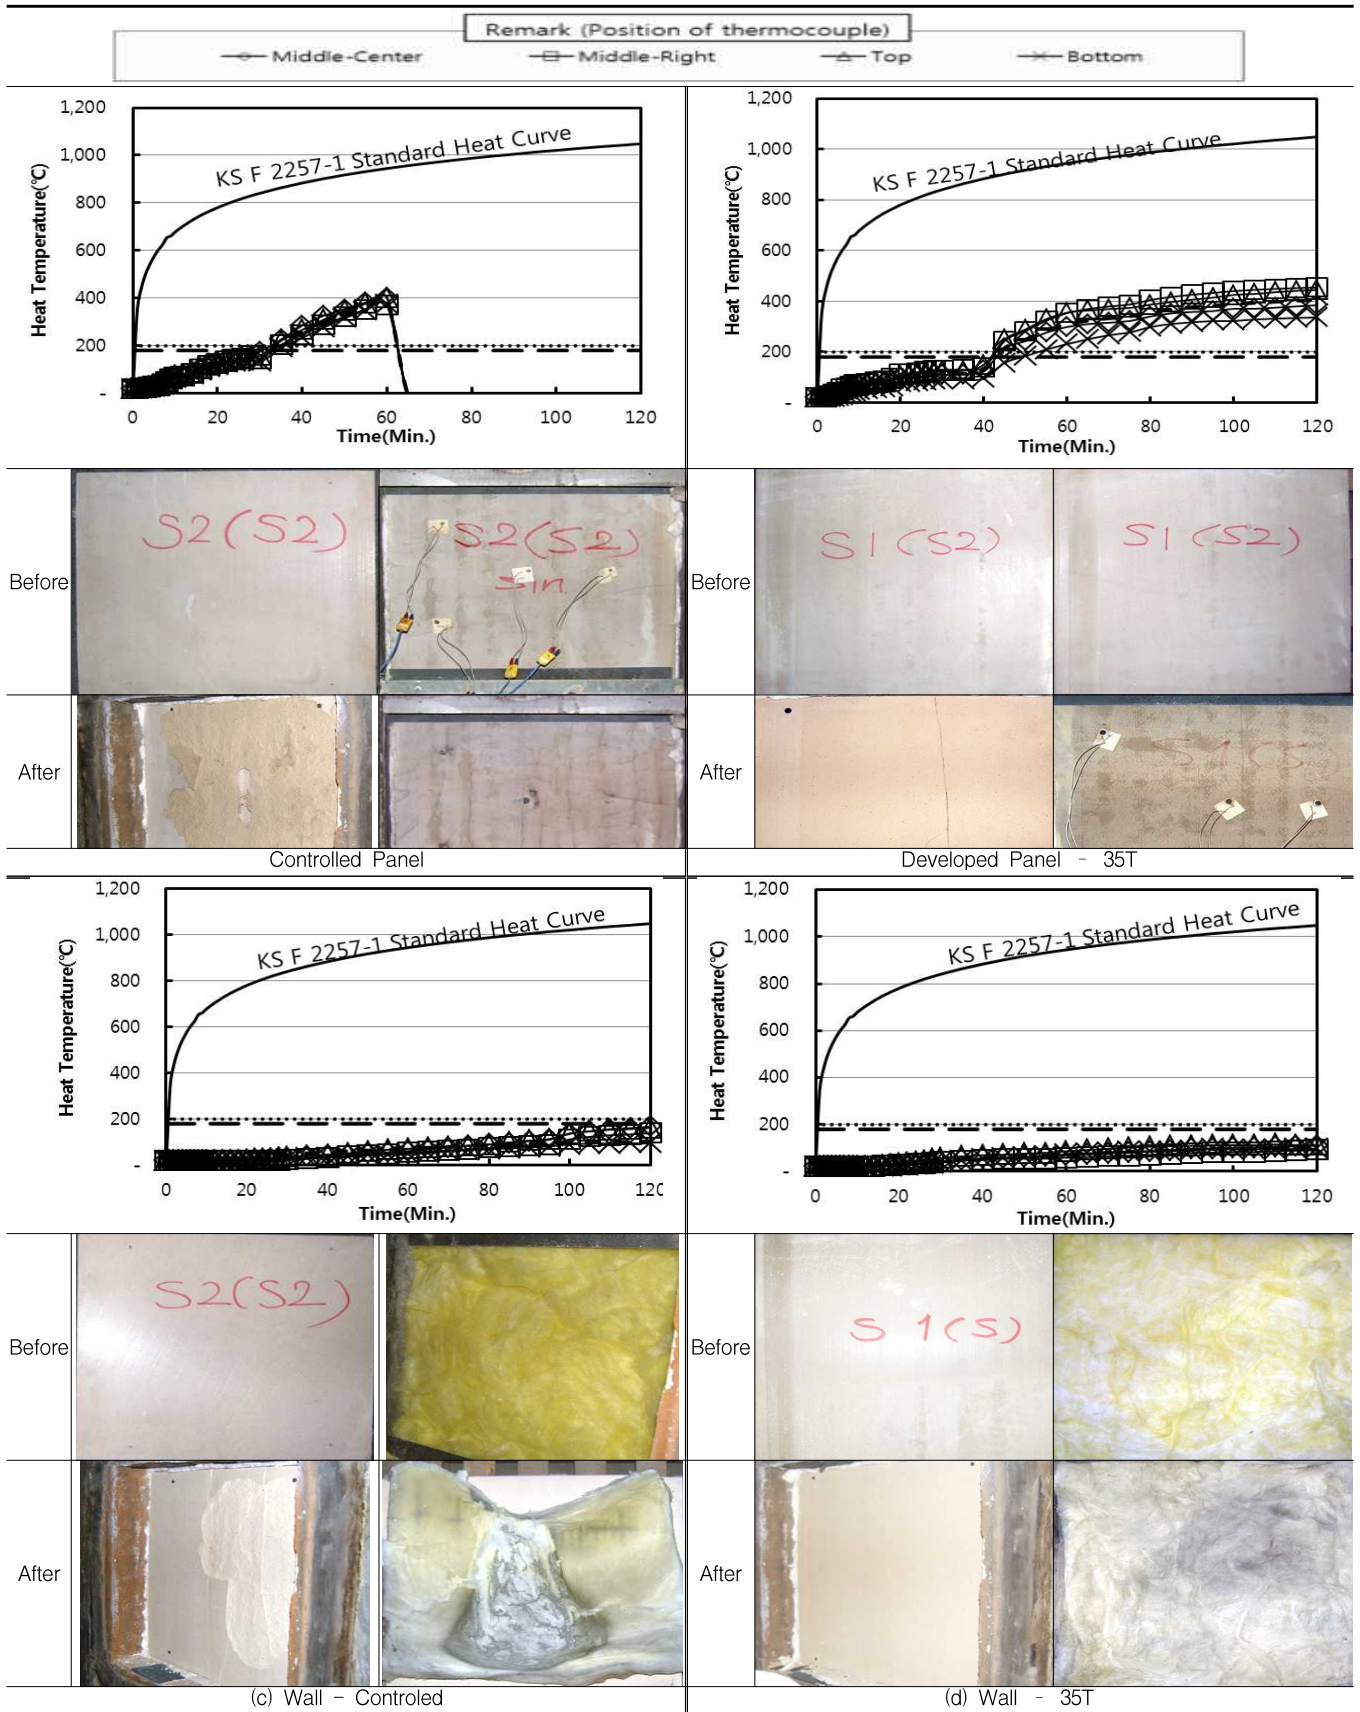 Remark (Position of thermocouple)
Middle-Center Middle-Right Top Bottom
1,200
1,000
800
600
400
200
-
Heat Temperature(℃)
KS F 2257-1 Standard Heat Curve
0 20 40 60 80 100 120
Time(Min.)
1,200
1,000
800
600
400
200
-
Heat Temperature(℃)
KS F 2257-1 Standard Heat Curve
0 20 40 60 80 100 120
Time(Min.)
Before
S2(S2)
S2(S2)
Sin
Before
S1(S2)
S1(S2)
After
After
S1(S
Controlled Panel
Developed Panel - 35T
1,200
1,000
800
600
400
200
-
Heat Temperature(℃)
KS F 2257-1 Standard Heat Curve
0 20 40 60 80 100 120
Time(Min.)
1,200
1,000
800
600
400
200
-
Heat Temperature(℃)
KS F 2257-1 Standard Heat Curve
0 20 40 60 80 100 120
Time(Min.)
Before
S2(S2)
Before
S 1(S)
After
After
(c) Wall - Controled
(d) Wall - 35T